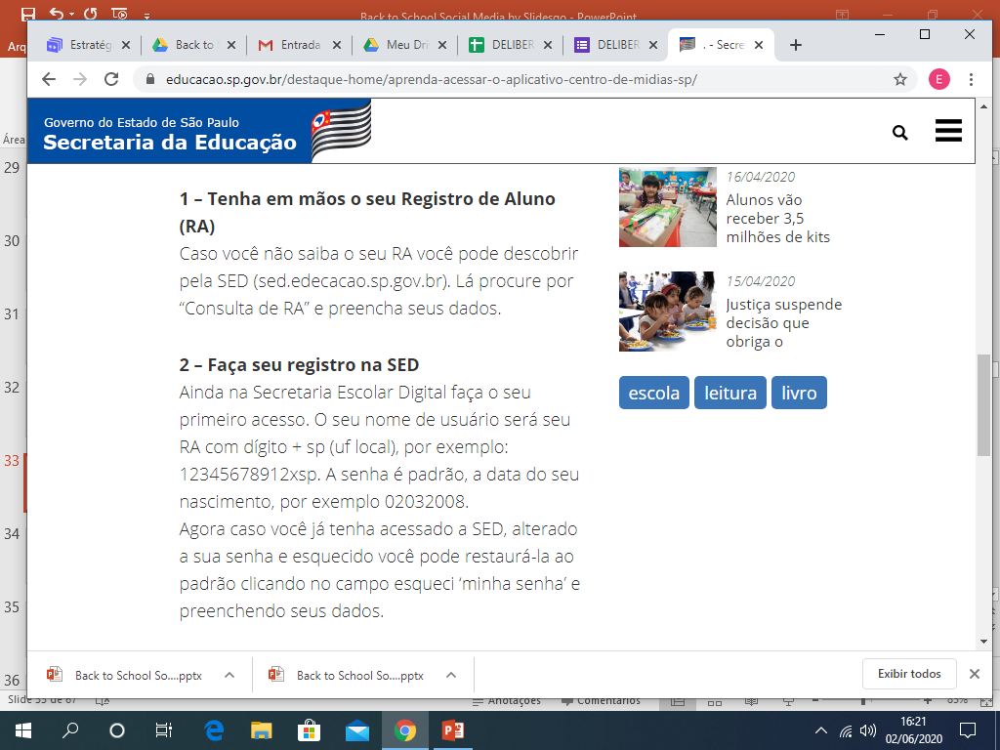 Back to School Social Media by Slidesgo - PowerPoint
Arq
Estratég
Back to
Entrada
Meu Dri
DELIBER
DELIBER
. - Secre
educacao.sp.gov.br/destaque-home/aprenda-acessar-o-aplicativo-centro-de-midias-sp/
E
Área
Governo do Estado de São Paulo
Secretaria da Educação
1 – Tenha em mãos o seu Registro de Aluno
(RA)
Caso você não saiba o seu RA você pode descobrir
pela SED (sed.edecacao.sp.gov.br). Lá procure por
“Consulta de RA” e preencha seus dados.
2 – Faça seu registro na SED
Ainda na Secretaria Escolar Digital faça o seu
primeiro acesso. O seu nome de usuário será seu
RA com dígito + sp (uf local), por exemplo:
12345678912xsp. A senha é padrão, a data do seu
nascimento, por exemplo 02032008.
Agora caso você já tenha acessado a SED, alterado
a sua senha e esquecido você pode restaurá-la ao
padrão clicando no campo esqueci ‘minha senha’ e
preenchendo seus dados.
16/04/2020
Alunos vão
receber 3,5
milhões de kits
15/04/2020
Justiça suspende
decisão que
obriga o
escola leitura livro
29
30
31
32
33
34
35
36
Back to School So....pptx
Back to School So....pptx
Exibir todos
Slide 33 de 67
Anotações
Comentários
85%
16:21
02/06/2020